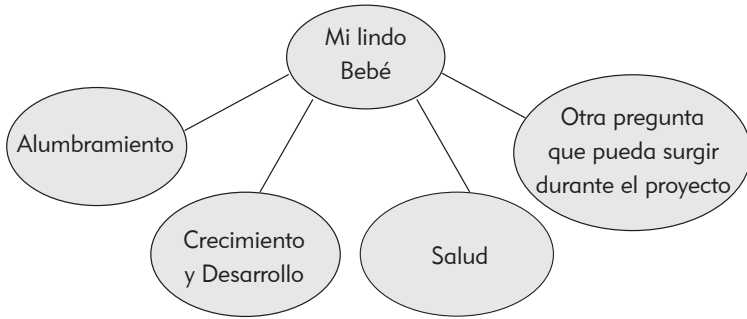 Mi lindo
Bebé
Alumbramiento
Otra pregunta
que pueda surgir
durante el proyecto
Crecimiento
y Desarrollo
Salud